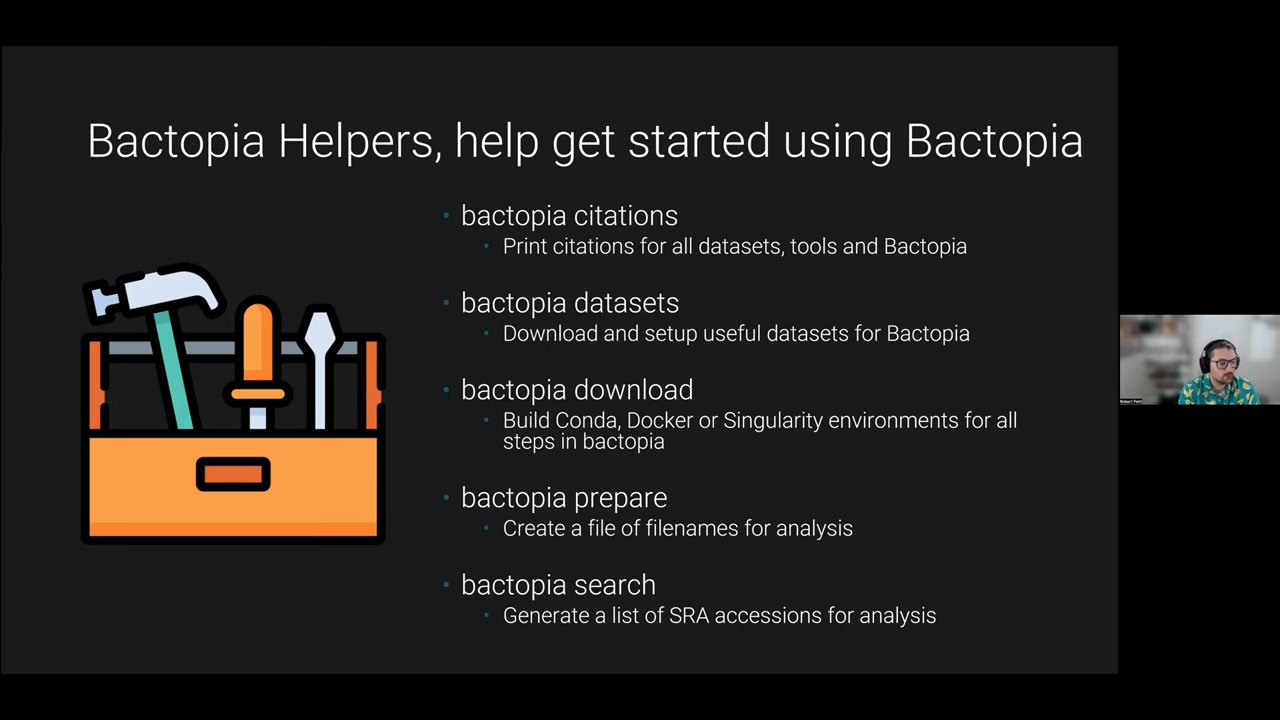 Bactopia Helpers, help get started using Bactopia
bactopia citations
Print citations for all datasets, tools and Bactopia
bactopia datasets
Download and setup useful datasets for Bactopia
bactopia download
Build Conda, Docker or Singularity environments for all
steps in bactopia
bactopia prepare
Create a file of filenames for analysis
bactopia search
Generate a list of SRA accessions for analysis
Robert Petit